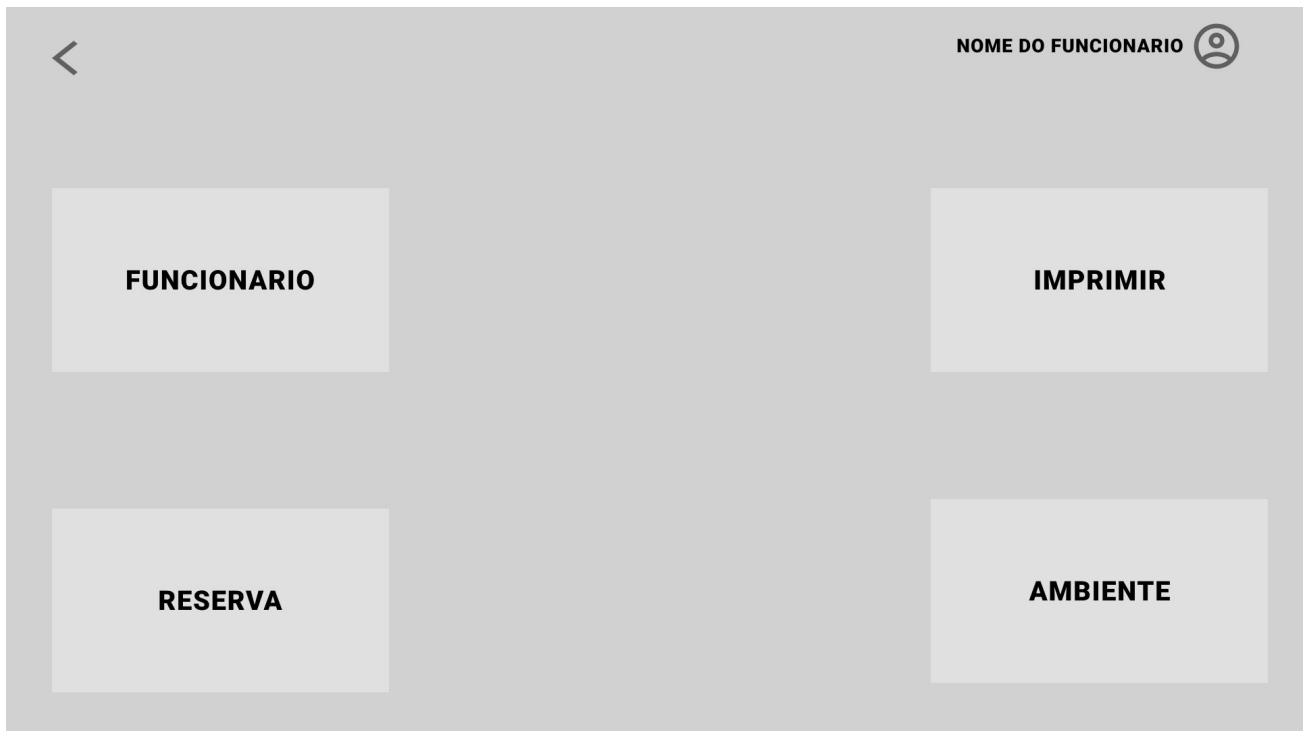 NOME DO FUNCIONARIO
FUNCIONARIO
IMPRIMIR
RESERVA
AMBIENTE